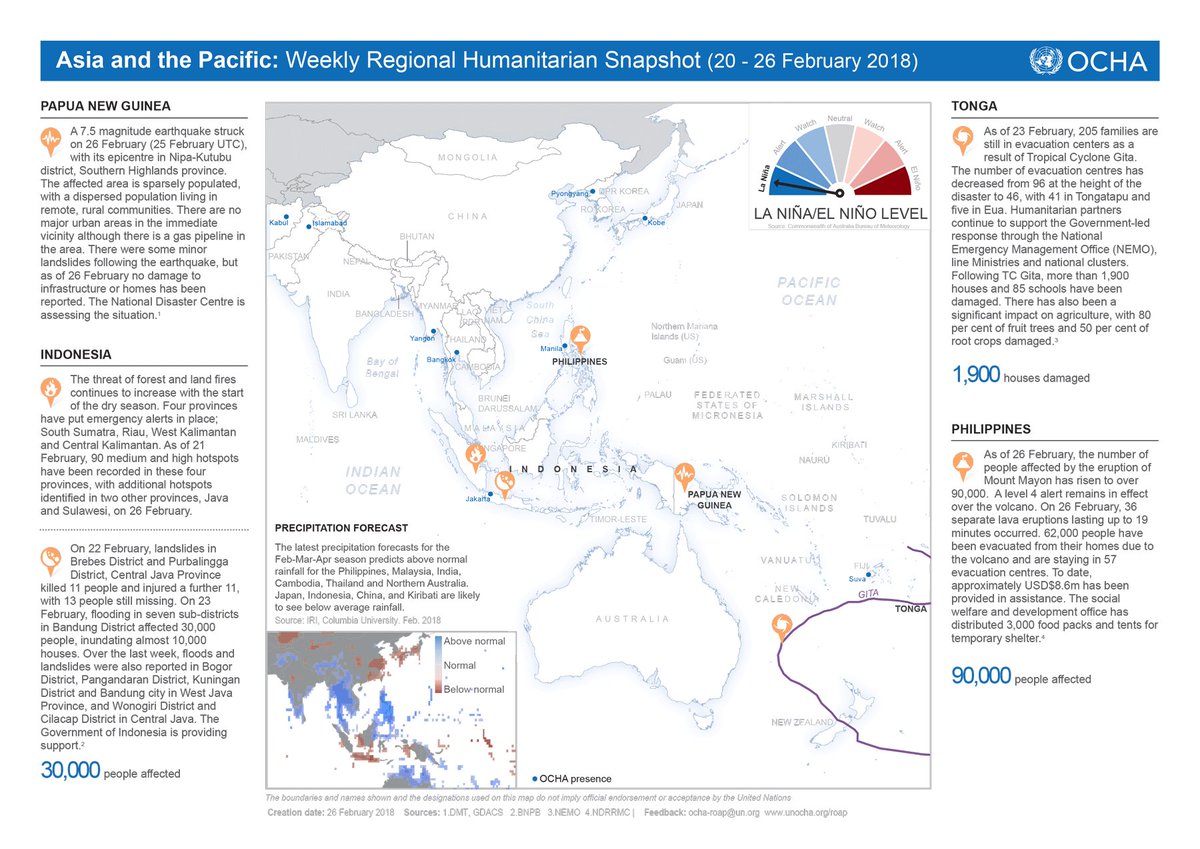 Asia and the Pacific: Weekly Regional Humanitarian Snapshot (20 - 26 February 2018)
OCHA
PAPUA NEW GUINEA
A 7.5 magnitude earthquake struck
on 26 February (25 February UTC),
with its epicentre in Nipa-Kutubu
district, Southern Highlands province.
The affected area is sparsely populated,
with a dispersed population living in
remote, rural communities. There are no
major urban areas in the immediate
vicinity although there is a gas pipeline in
the area. There were some minor
landslides following the earthquake, but
as of 26 February no damage to
infrastructure or homes has been
reported. The National Disaster Centre is
assessing the situation.¹
INDONESIA
The threat of forest and land fires
continues to increase with the start
of the dry season. Four provinces
have put emergency alerts in place;
South Sumatra, Riau, West Kalimantan
and Central Kalimantan. As of 21
February, 90 medium and high hotspots
have been recorded in these four
provinces, with additional hotspots
identified in two other provinces, Java
and Sulawesi, on 26 February.
On 22 February, landslides in
Brebes District and Purbalingga
District, Central Java Province
killed 11 people and injured a further 11,
with 13 people still missing. On 23
February, flooding in seven sub-districts
in Bandung District affected 30,000
people, inundating almost 10,000
houses. Over the last week, floods and
landslides were also reported in Bogor
District, Pangandaran District, Kuningan
District and Bandung city in West Java
Province, and Wonogiri District and
Cilacap District in Central Java. The
Government of Indonesia is providing
support.²
30,000 people affected
MONGOLIA
Pyongyang
DPR KOREA
RO KOREA
JAPAN
Kobe
CHINA
Kabul
Islamabad
PAKISTAN
BHUTAN
NEPAL
INDIA
BANGLADESH
MYANMAR
LAO
PDR
VIET
NAM
Yangon
THAILAND
Bangkok
CAMBODIA
South
China
Sea
Bay of
Bengal
Manila
PHILIPPINES
PACIFIC
OCEAN
Northern Mariana
Islands (US)
Guam (US)
PALAU
FEDERATED
STATES OF
MICRONESIA
MARSHALL
ISLANDS
SRI LANKA
MALDIVES
BRUNEI
DARUSSALAM
MALAYSIA
SINGAPORE
INDIAN
OCEAN
INDONESIA
Jakarta
KIRIBATI
NAURU
PAPUA NEW
GUINEA
SOLOMON
ISLANDS
TIMOR-LESTE
TUVALU
VANUATU
FIJI
Suva
NEW
CALEDONIA
GITA
TONGA
AUSTRALIA
NEW ZEALAND
La Niña
Alert
Watch
Neutral
Watch
Alert
El Niño
LA NIÑA/EL NIÑO LEVEL
Source: Commonwealth of Australia Bureau of Meteorology
PRECIPITATION FORECAST
The latest precipitation forecasts for the
Feb-Mar-Apr season predicts above normal
rainfall for the Philippines, Malaysia, India,
Cambodia, Thailand and Northern Australia.
Japan, Indonesia, China, and Kiribati are likely
to see below average rainfall.
Source: IRI, Columbia University. Feb. 2018
Above normal
Normal
Below normal
OCHA presence
TONGA
As of 23 February, 205 families are
still in evacuation centers as a
result of Tropical Cyclone Gita.
The number of evacuation centres has
decreased from 96 at the height of the
disaster to 46, with 41 in Tongatapu and
five in Eua. Humanitarian partners
continue to support the Government-led
response through the National
Emergency Management Office (NEMO),
line Ministries and national clusters.
Following TC Gita, more than 1,900
houses and 85 schools have been
damaged. There has also been a
significant impact on agriculture, with 80
per cent of fruit trees and 50 per cent of
root crops damaged.³
1,900 houses damaged
PHILIPPINES
As of 26 February, the number of
people affected by the eruption of
Mount Mayon has risen to over
90,000. A level 4 alert remains in effect
over the volcano. On 26 February, 36
separate lava eruptions lasting up to 19
minutes occurred. 62,000 people have
been evacuated from their homes due to
the volcano and are staying in 57
evacuation centres. To date,
approximately USD$8.6m has been
provided in assistance. The social
welfare and development office has
distributed 3,000 food packs and tents for
temporary shelter.⁴
90,000 people affected
The boundaries and names shown and the designations used on this map do not imply official endorsement or acceptance by the United Nations
Creation date: 26 February 2018 Sources: 1.DMT, GDACS 2.BNPB 3.NEMO 4.NDRRMC | Feedback: ocha-roap@un.org www.unocha.org/roap